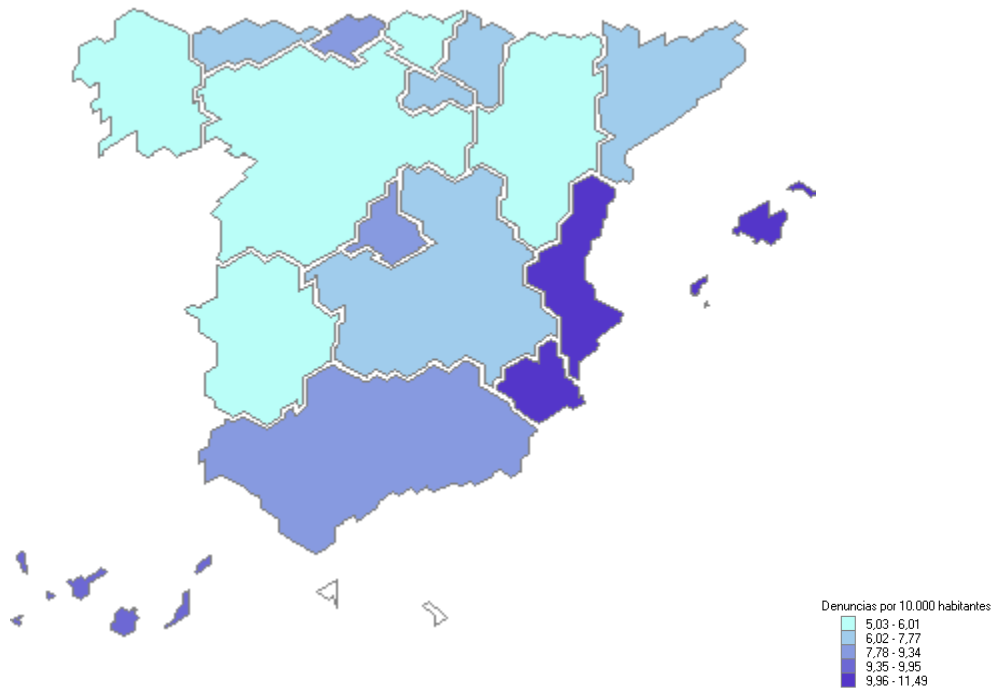 Denuncias por 10.000 habitantes
5,03 - 6,01
6,02 - 7,77
7,78 - 9,34
9,35 - 9,95
9,96 - 11,49